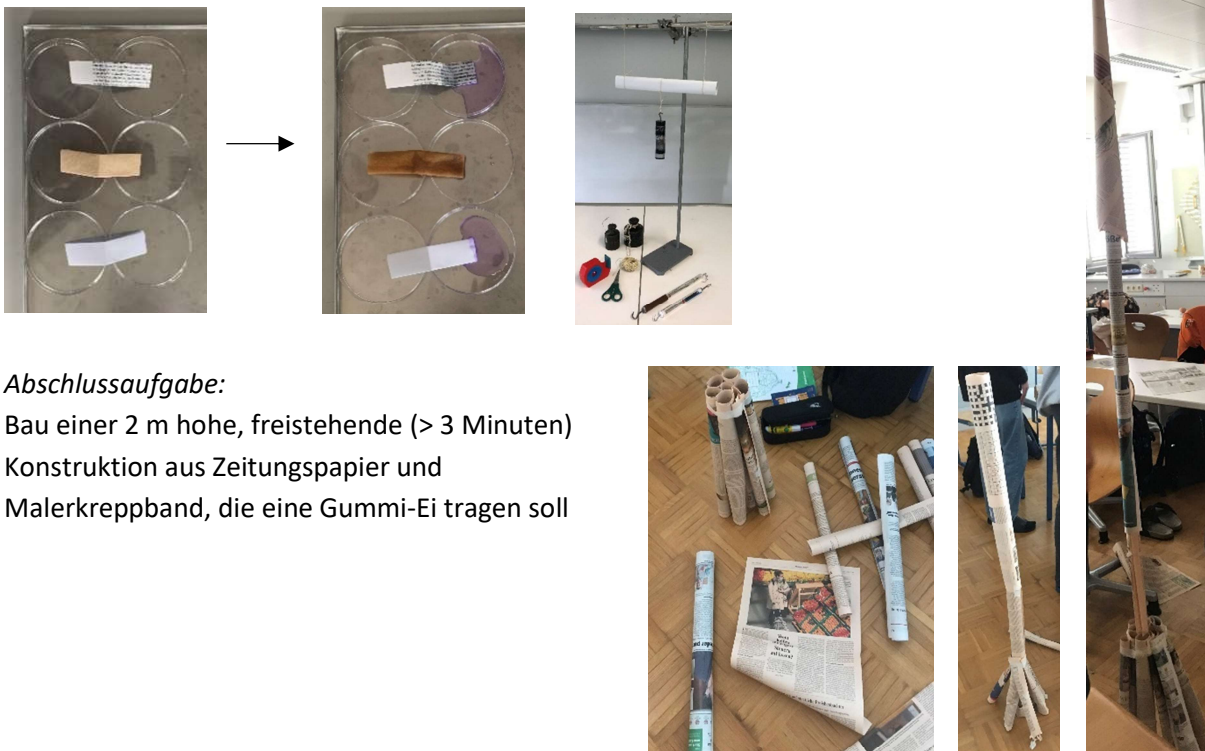 Abschlussaufgabe:
Bau einer 2 m hohe, freistehende (> 3 Minuten)
Konstruktion aus Zeitungspapier und
Malerkreppband, die eine Gummi-Ei tragen soll